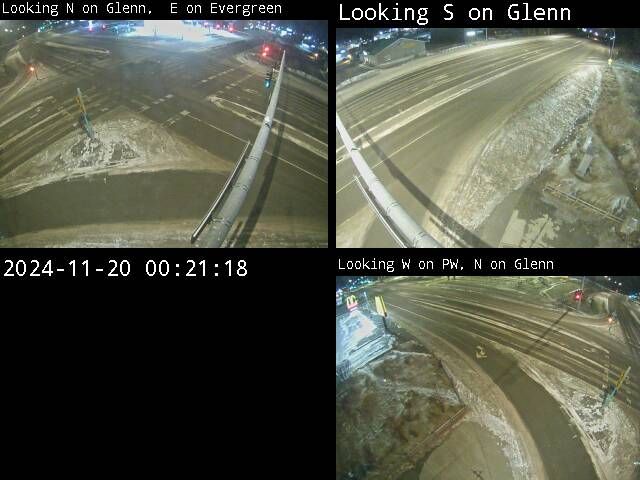 Looking N on Glenn,  E on Evergreen
Looking S on Glenn
2024-11-20 00:21:18
Looking W on PW, N on Glenn